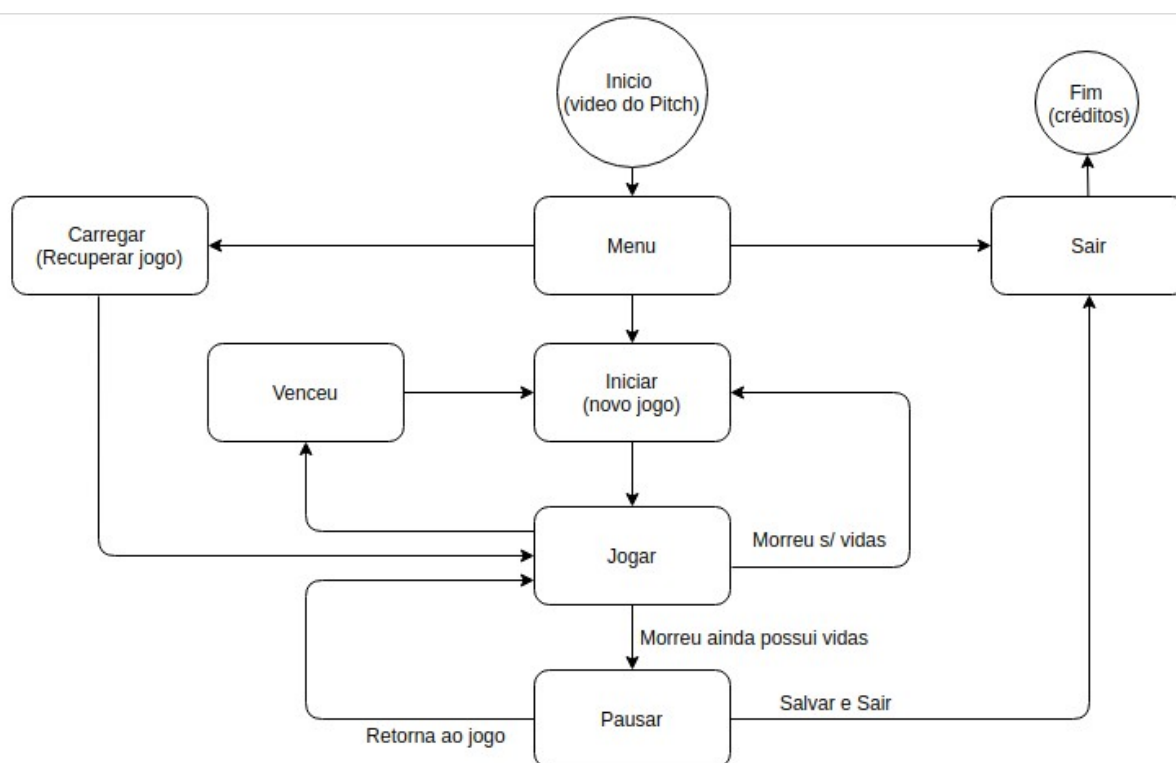 Inicio
(video do Pitch)
Fim
(créditos)
Carregar
(Recuperar jogo)
Menu
Sair
Venceu
Iniciar
(novo jogo)
Jogar
Morreu s/ vidas
Morreu ainda possui vidas
Pausar
Salvar e Sair
Retorna ao jogo